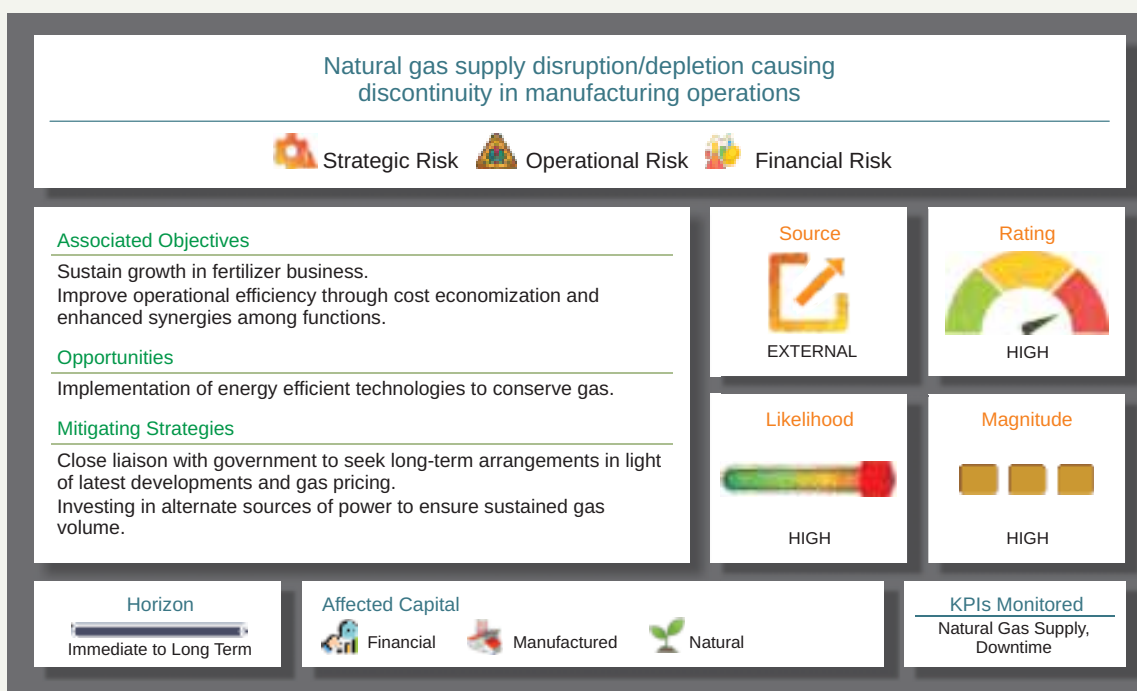 Natural gas supply disruption/depletion causing
discontinuity in manufacturing operations
Strategic Risk Operational Risk Financial Risk
Associated Objectives
Sustain growth in fertilizer business.
Improve operational efficiency through cost economization and
enhanced synergies among functions.
Opportunities
Implementation of energy efficient technologies to conserve gas.
Mitigating Strategies
Close liaison with government to seek long-term arrangements in light
of latest developments and gas pricing.
Investing in alternate sources of power to ensure sustained gas
volume.
Source
EXTERNAL
Rating
HIGH
Likelihood
HIGH
Magnitude
HIGH
Horizon
Immediate to Long Term
Affected Capital
Financial Manufactured Natural
KPIs Monitored
Natural Gas Supply,
Downtime